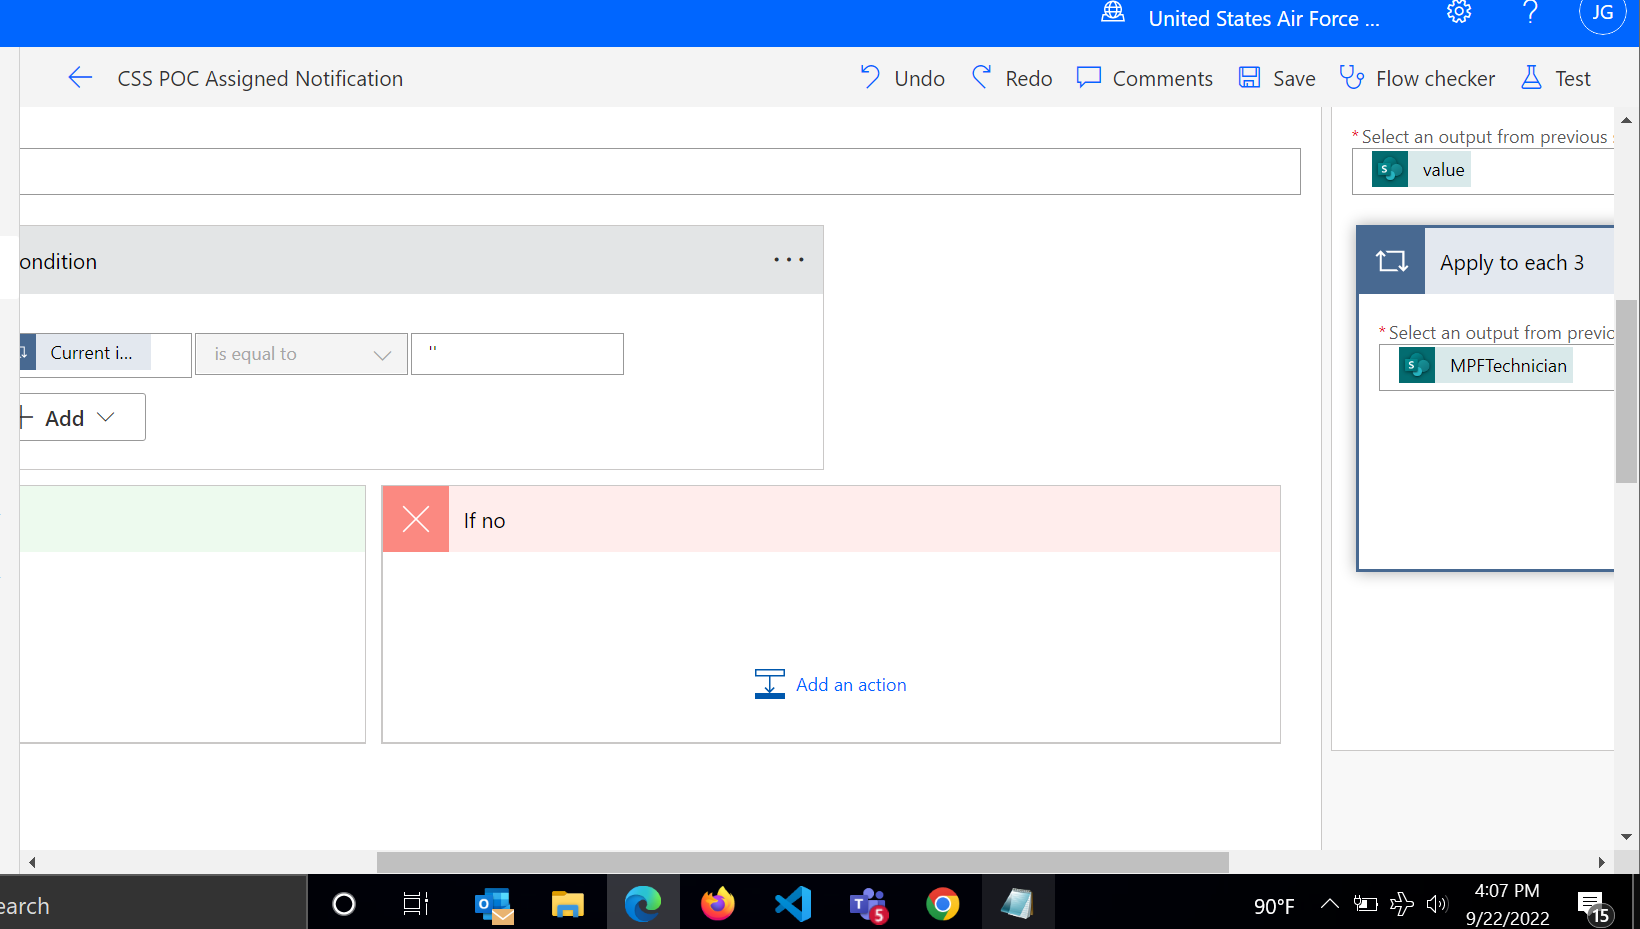 United States Air Force ...
JG
CSS POC Assigned Notification
Undo
Redo
Comments
Save
Flow checker
Test
* Select an output from previous
value
ondition
...
Current i...
is equal to
''
Add
If no
Add an action
Apply to each 3
* Select an output from previo
MPFTechnician
earch
5
90°F
4:07 PM
9/22/2022
15